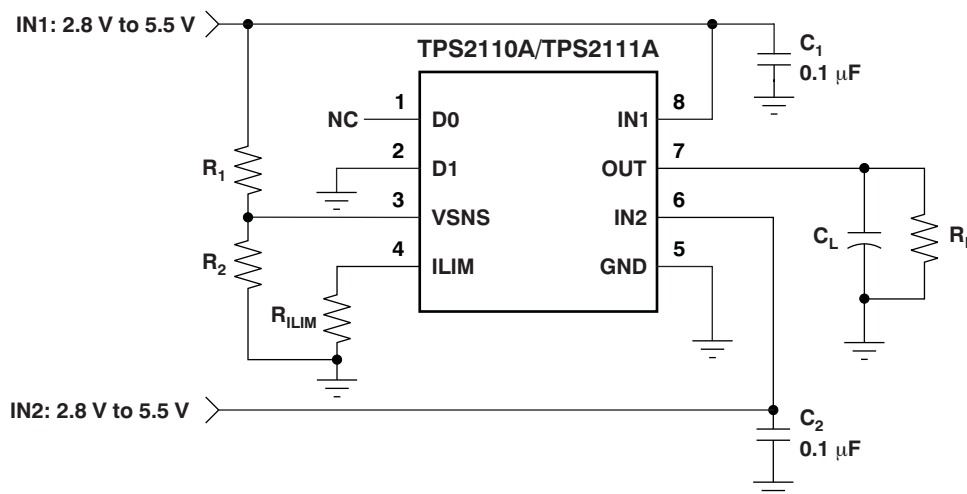 IN1: 2.8 V to 5.5 V
TPS2110A/TPS2111A
C1
0.1 μF
NC
1
D0
IN1
8
R1
2
D1
OUT
7
3
VSNS
IN2
6
CL
R2
4
ILIM
GND
5
RILIM
IN2: 2.8 V to 5.5 V
C2
0.1 μF